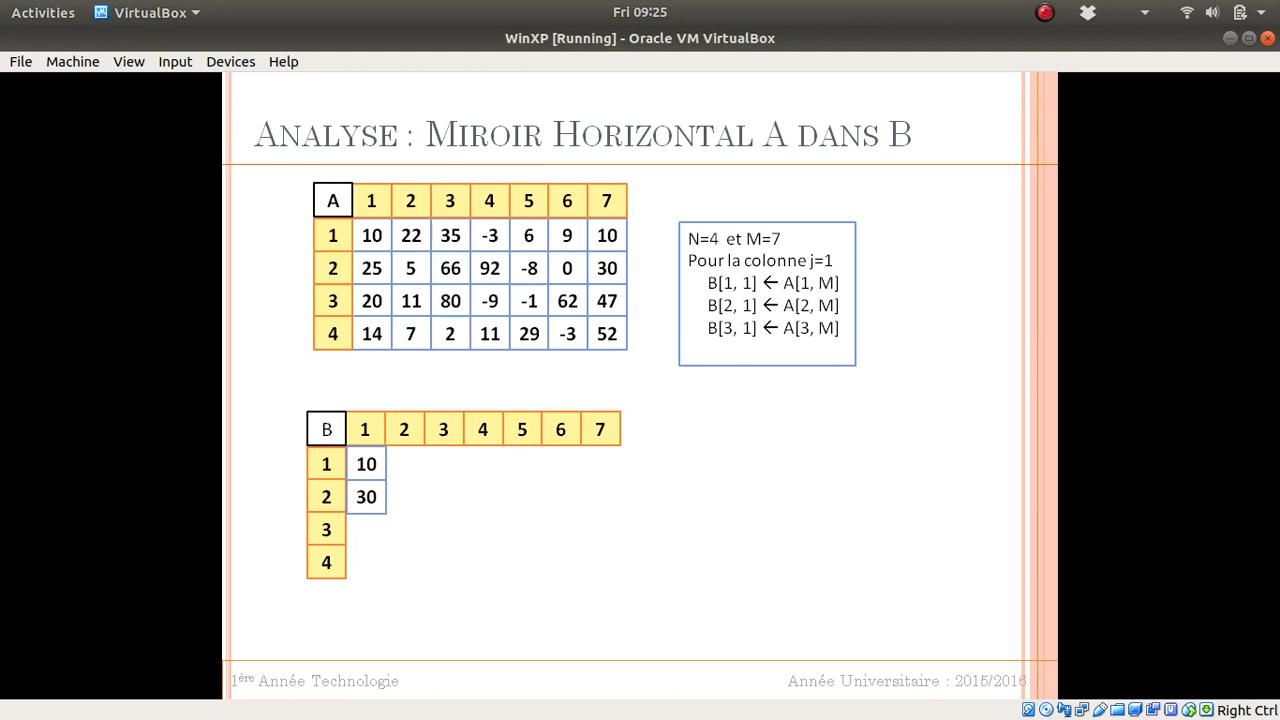 Activities VirtualBox Fri 09:25
WinXP [Running] - Oracle VM VirtualBox
File Machine View Input Devices Help
ANALYSE : MIROIR HORIZONTAL A DANS B
A 1 2 3 4 5 6 7
1 10 22 35 -3 6 9 10
2 25 5 66 92 -8 0 30
3 20 11 80 -9 -1 62 47
4 14 7 2 11 29 -3 52
N=4 et M=7
Pour la colonne j=1
B[1, 1] ← A[1, M]
B[2, 1] ← A[2, M]
B[3, 1] ← A[3, M]
B 1 2 3 4 5 6 7
1 10
2 30
3
4
1ère Année Technologie Année Universitaire : 2015/2016
Right Ctrl